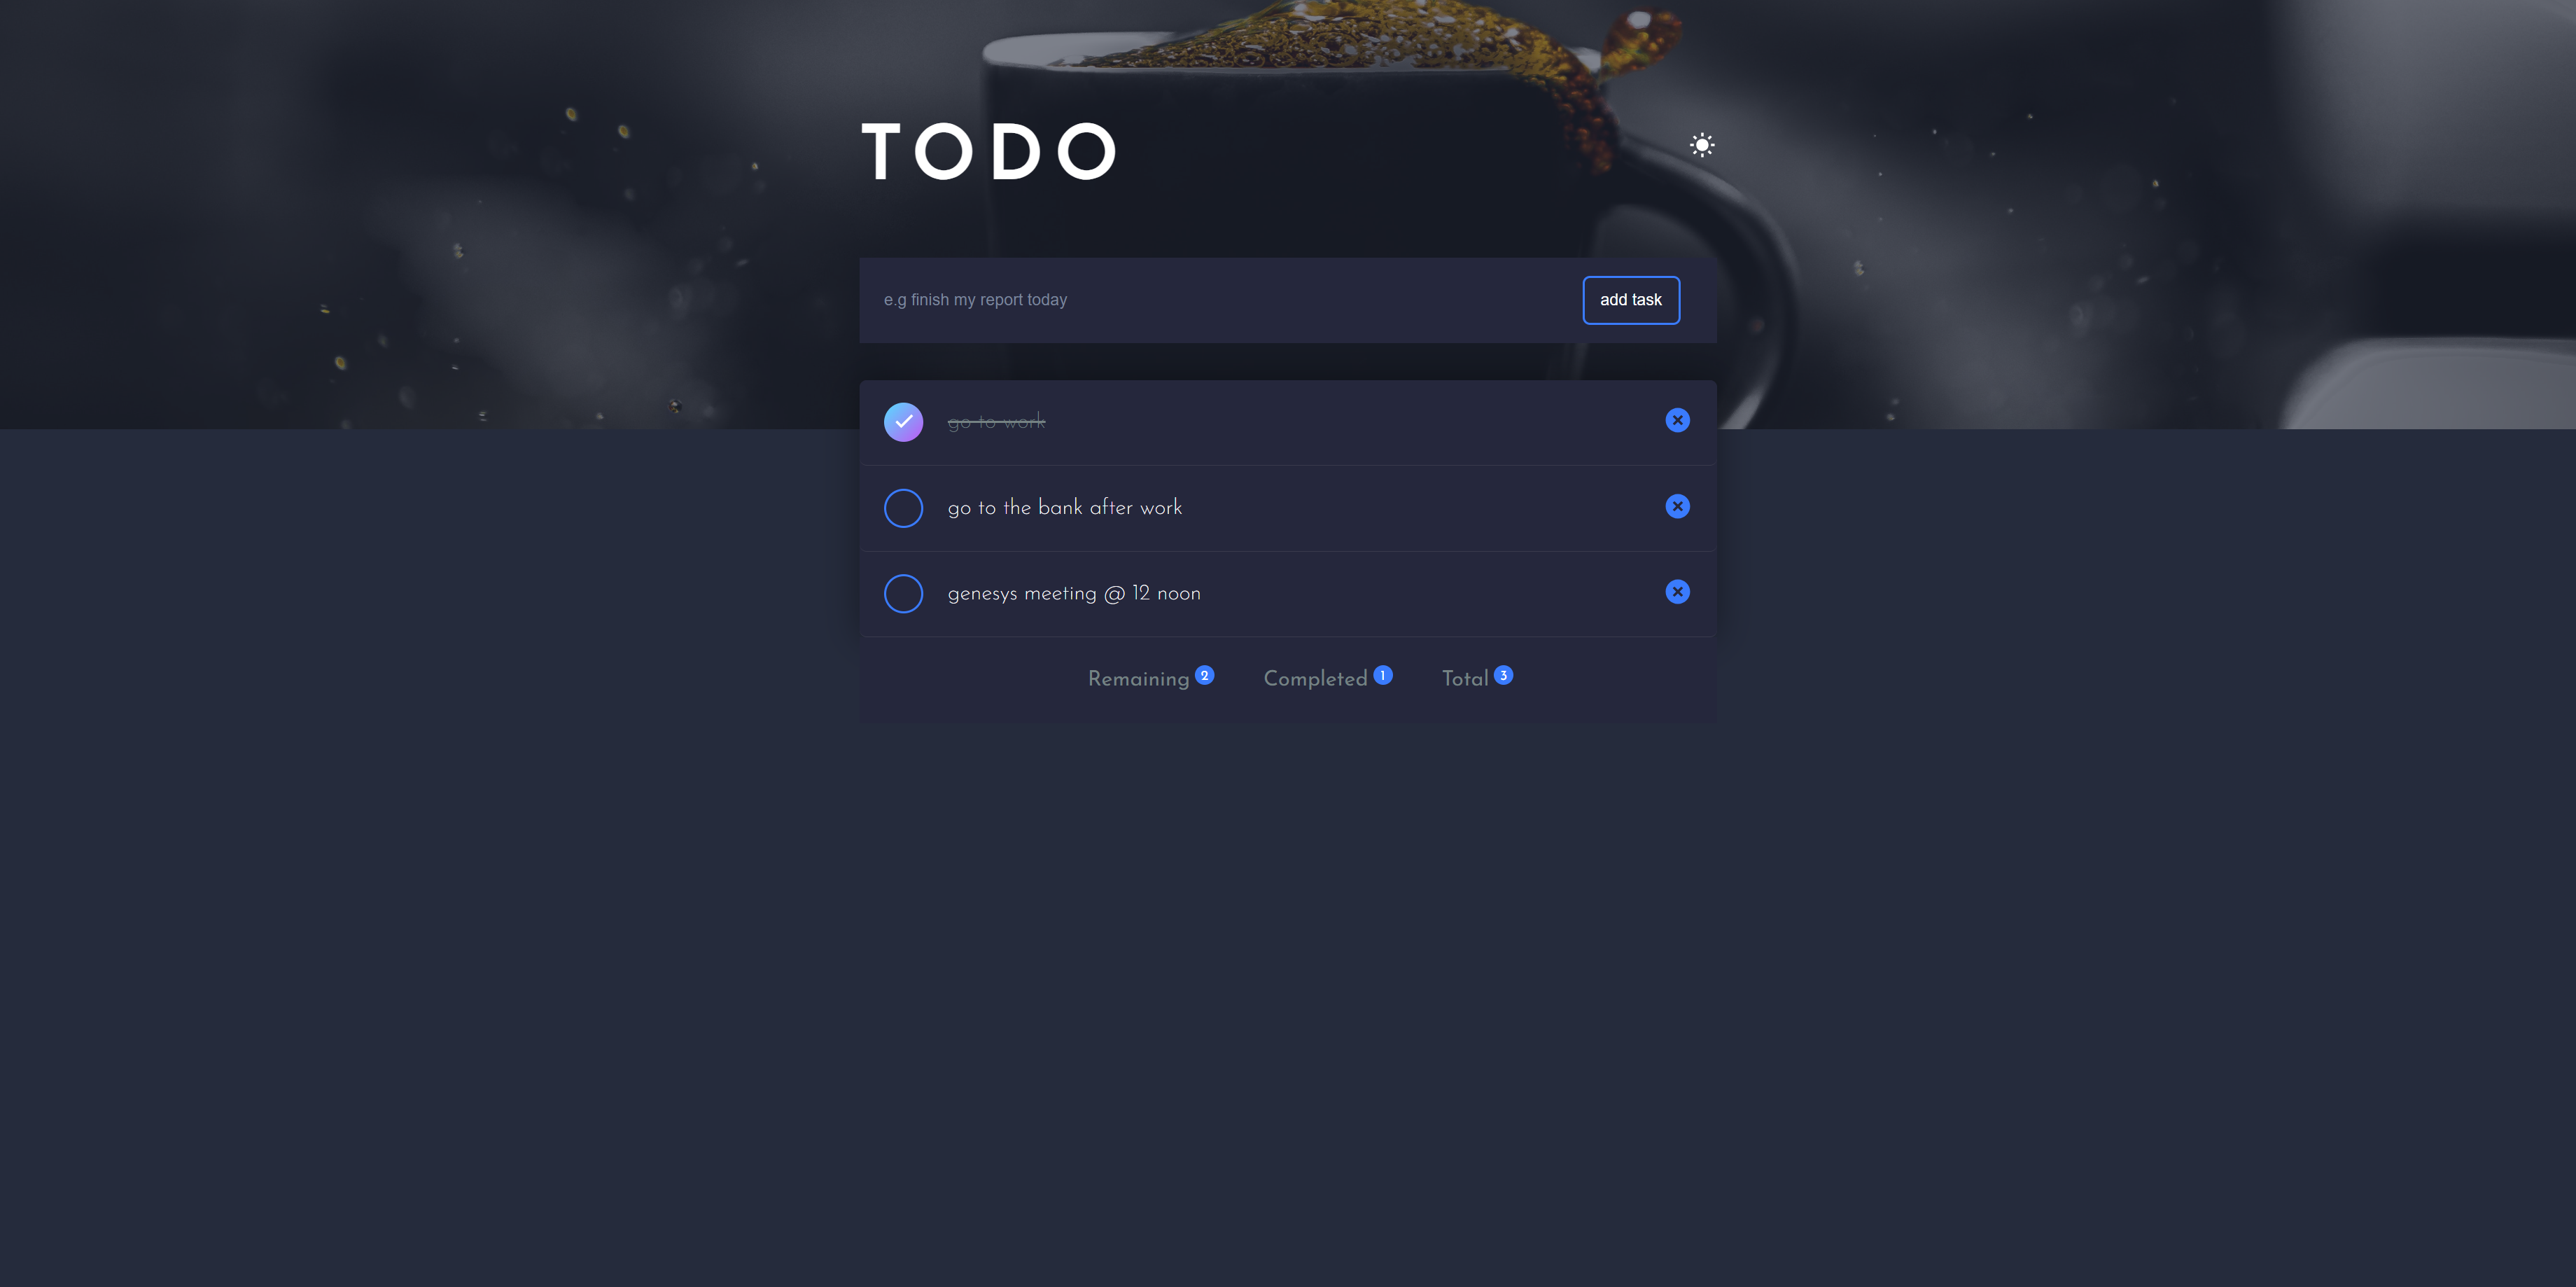 TODO
e.g finish my report today
add task
go to work
go to the bank after work
genesys meeting @ 12 noon
Remaining 2 Completed 1 Total 3